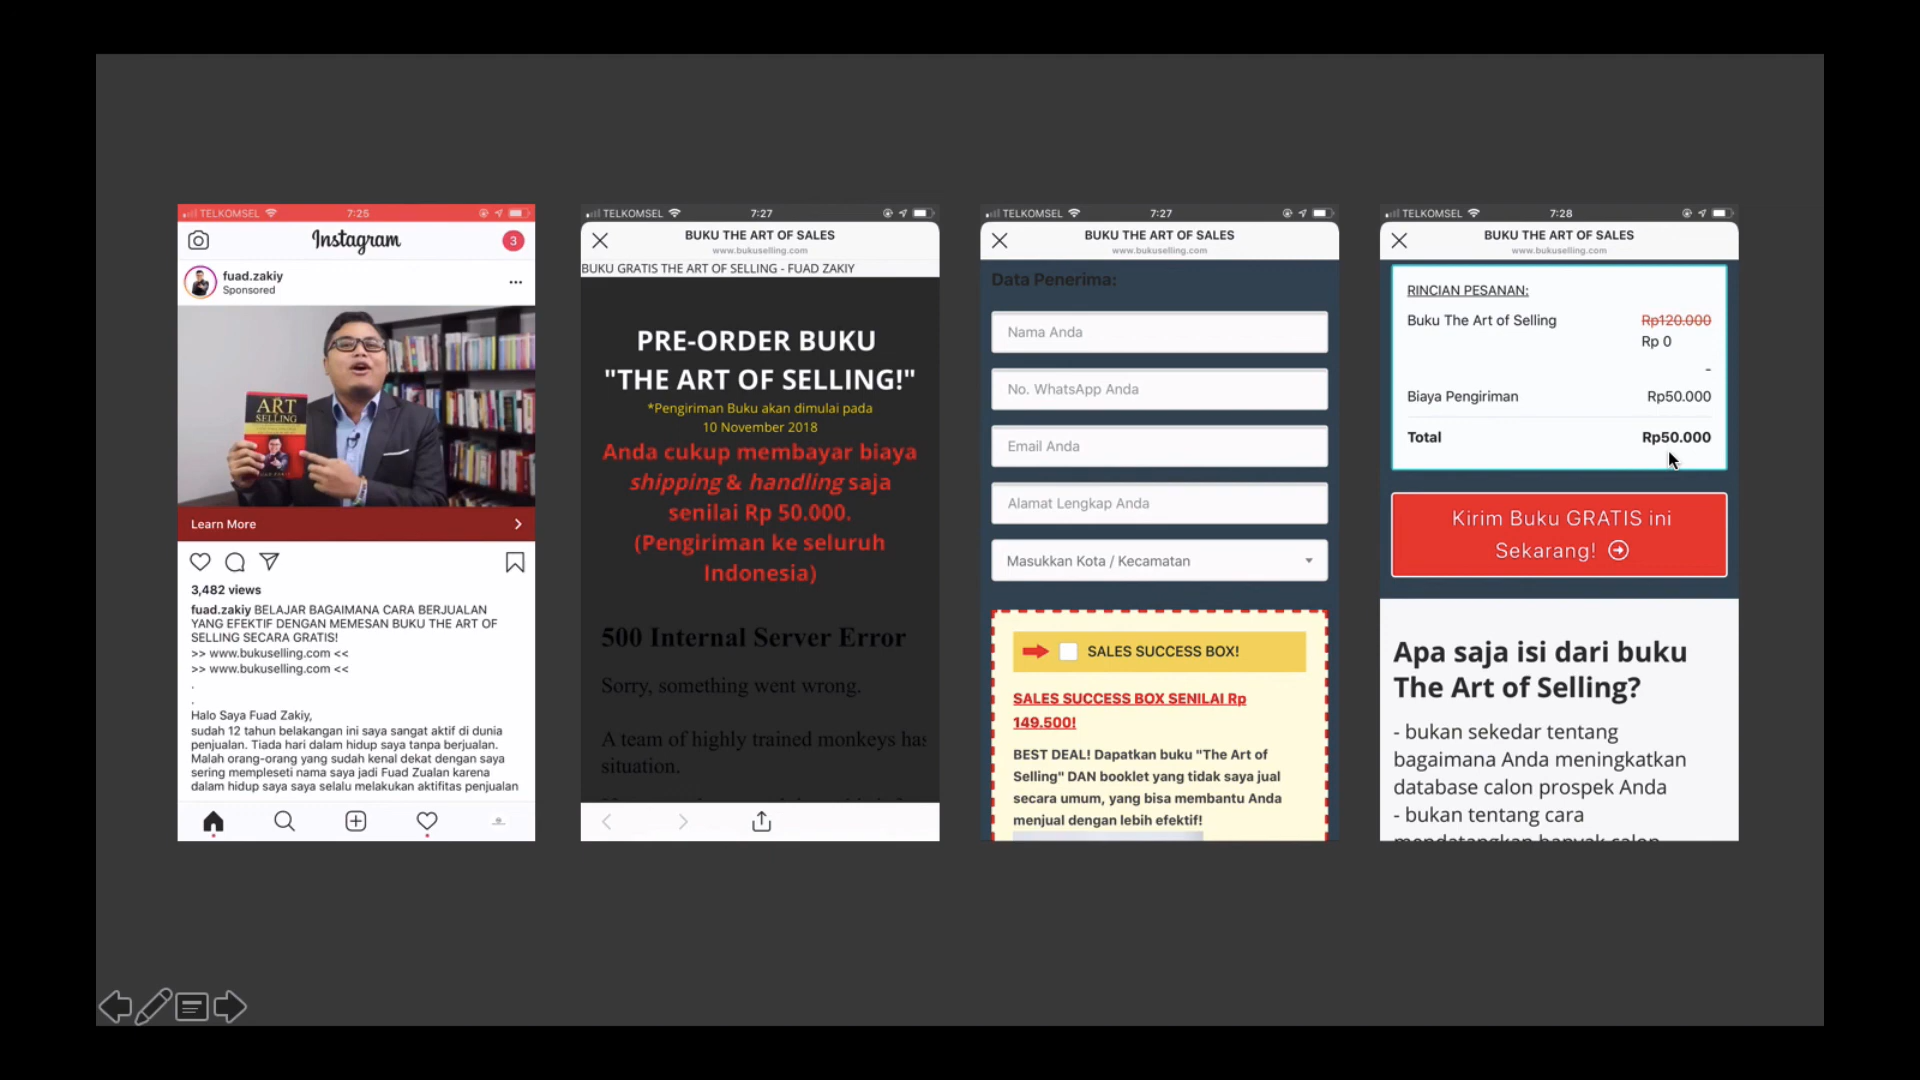 TELKOMSEL
7:25
Instagram
3
fuad.zakiy
Sponsored
ART
SELLING
Learn More
3,482 views
fuad.zakiy BELAJAR BAGAIMANA CARA BERJUALAN
YANG EFEKTIF DENGAN MEMESAN BUKU THE ART OF
SELLING SECARA GRATIS!
>> www.bukuselling.com <<
>> www.bukuselling.com <<
.
.
Halo Saya Fuad Zakiy,
sudah 12 tahun belakangan ini saya sangat aktif di dunia
penjualan. Tiada hari dalam hidup saya tanpa berjualan.
Malah orang-orang yang sudah kenal dekat dengan saya
sering mempleseti nama saya jadi Fuad Zualan karena
dalam hidup saya saya selalu melakukan aktifitas penjualan
TELKOMSEL
7:27
BUKU THE ART OF SALES
www.bukuselling.com
BUKU GRATIS THE ART OF SELLING - FUAD ZAKIY
PRE-ORDER BUKU
"THE ART OF SELLING!"
*Pengiriman Buku akan dimulai pada
10 November 2018
Anda cukup membayar biaya
shipping & handling saja
senilai Rp 50.000.
(Pengiriman ke seluruh
Indonesia)
500 Internal Server Error
Sorry, something went wrong.
A team of highly trained monkeys has
situation.
TELKOMSEL
7:27
BUKU THE ART OF SALES
www.bukuselling.com
Data Penerima:
Nama Anda
No. WhatsApp Anda
Email Anda
Alamat Lengkap Anda
Masukkan Kota / Kecamatan
SALES SUCCESS BOX!
SALES SUCCESS BOX SENILAI Rp
149.500!
BEST DEAL! Dapatkan buku "The Art of
Selling" DAN booklet yang tidak saya jual
secara umum, yang bisa membantu Anda
menjual dengan lebih efektif!
TELKOMSEL
7:28
BUKU THE ART OF SALES
www.bukuselling.com
RINCIAN PESANAN:
Buku The Art of Selling Rp120.000
Rp 0
-
Biaya Pengiriman Rp50.000
Total Rp50.000
Kirim Buku GRATIS ini
Sekarang!
Apa saja isi dari buku
The Art of Selling?
- bukan sekedar tentang
bagaimana Anda meningkatkan
database calon prospek Anda
- bukan tentang cara
mendatangkan banyak calon